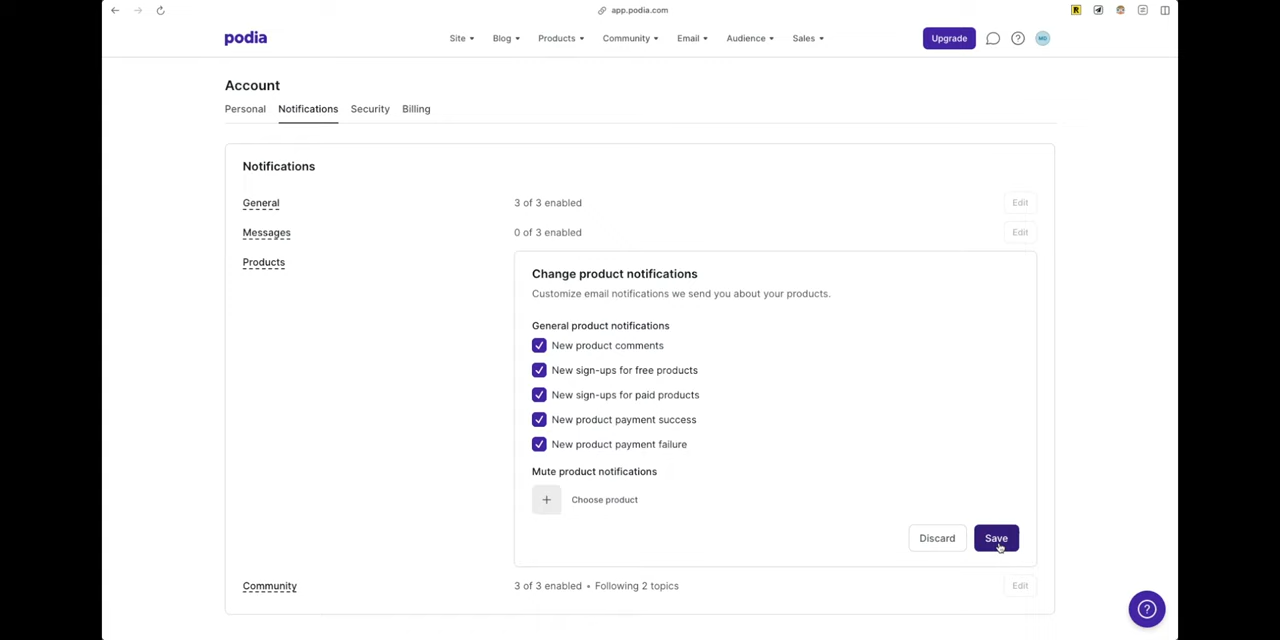 app.podia.com
podia
Site Blog Products Community Email Audience Sales Upgrade MD
Account
Personal Notifications Security Billing
Notifications
General 3 of 3 enabled Edit
Messages 0 of 3 enabled Edit
Products
Change product notifications
Customize email notifications we send you about your products.
General product notifications
New product comments
New sign-ups for free products
New sign-ups for paid products
New product payment success
New product payment failure
Mute product notifications
+ Choose product
Discard Save
Community 3 of 3 enabled • Following 2 topics Edit